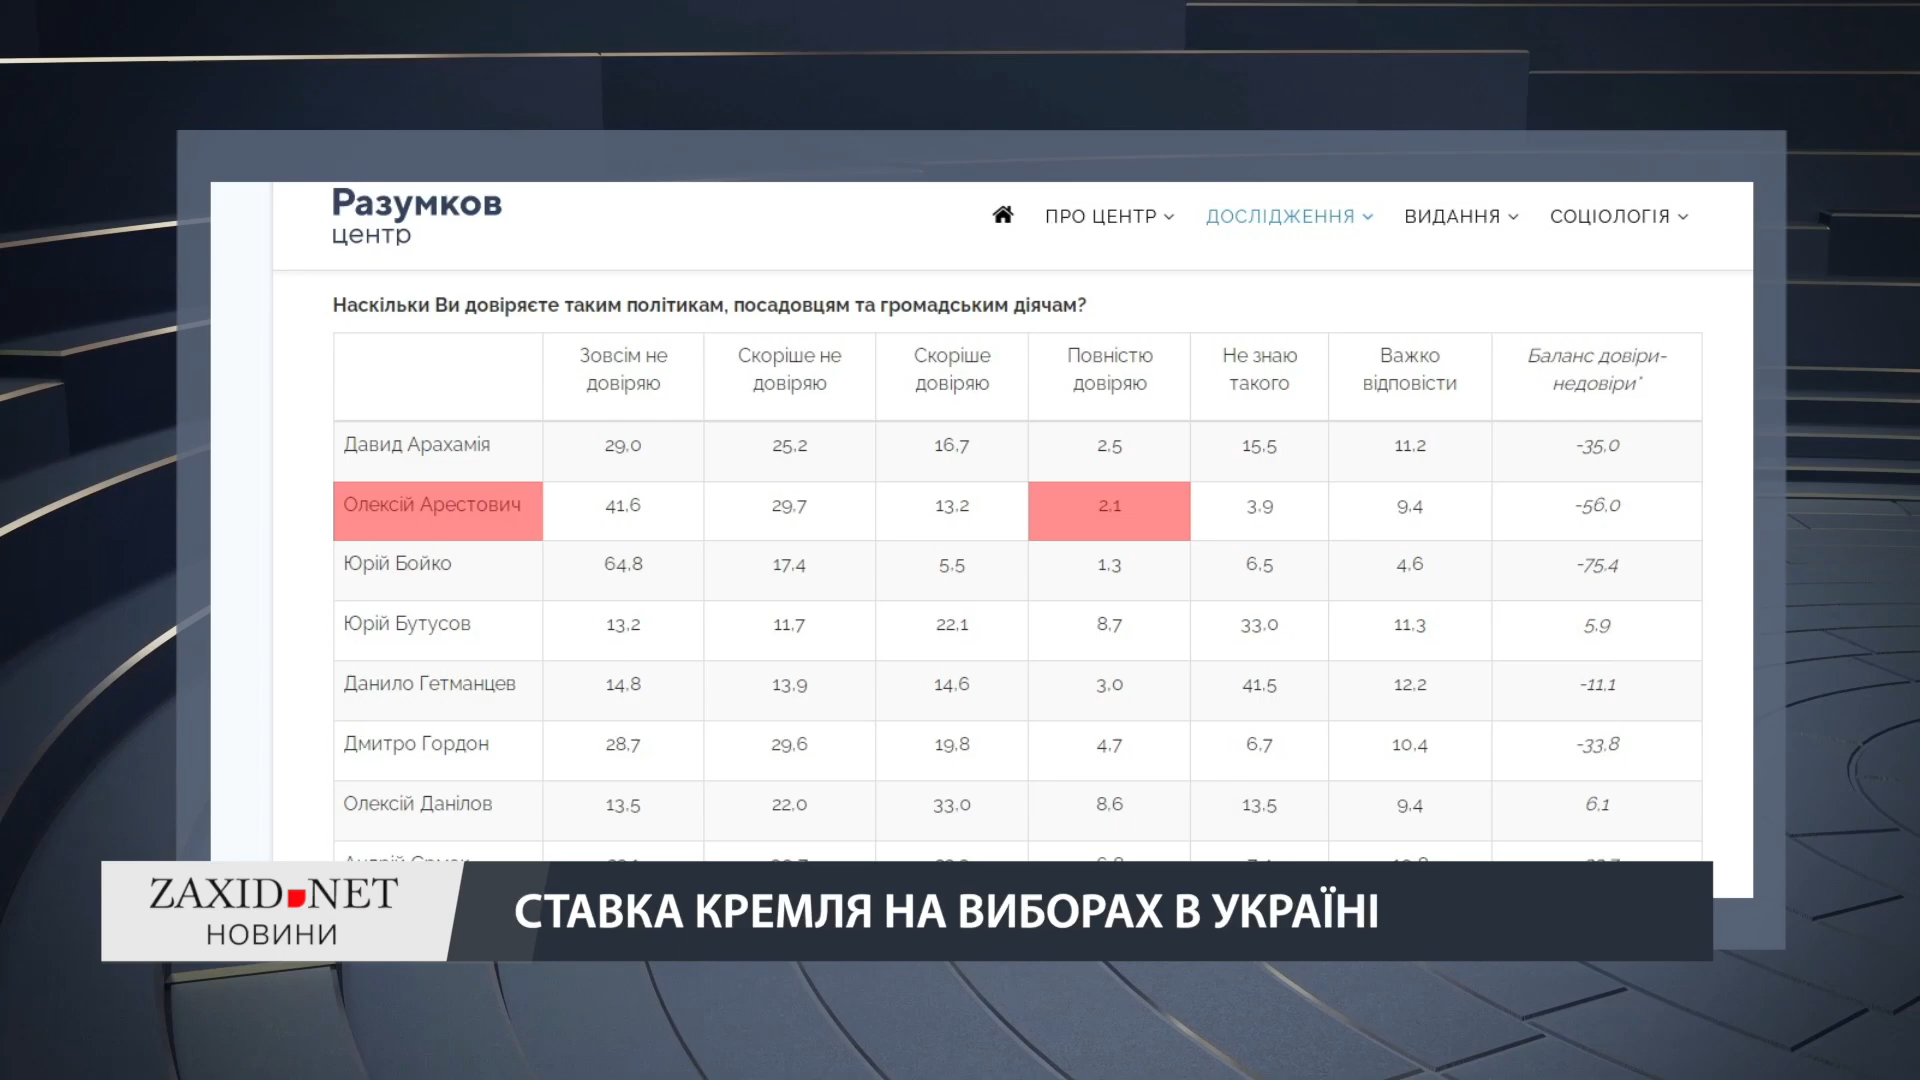 Разумков
центр
ПРО ЦЕНТР ДОСЛІДЖЕННЯ ВИДАННЯ СОЦІОЛОГІЯ
Наскільки Ви довіряєте таким політикам, посадовцям та громадським діячам?
Зовсім не довіряю Скоріше не довіряю Скоріше довіряю Повністю довіряю Не знаю такого Важко відповісти Баланс довіри-недовіри*
Давид Арахамія 29,0 25,2 16,7 2,5 15,5 11,2 -35,0
Олексій Арестович 41,6 29,7 13,2 2,1 3,9 9,4 -56,0
Юрій Бойко 64,8 17,4 5,5 1,3 6,5 4,6 -75,4
Юрій Бутусов 13,2 11,7 22,1 8,7 33,0 11,3 5,9
Данило Гетманцев 14,8 13,9 14,6 3,0 41,5 12,2 -11,1
Дмитро Гордон 28,7 29,6 19,8 4,7 6,7 10,4 -33,8
Олексій Данілов 13,5 22,0 33,0 8,6 13,5 9,4 6,1
ZAXID.NET
НОВИНИ
СТАВКА КРЕМЛЯ НА ВИБОРАХ В УКРАЇНІ